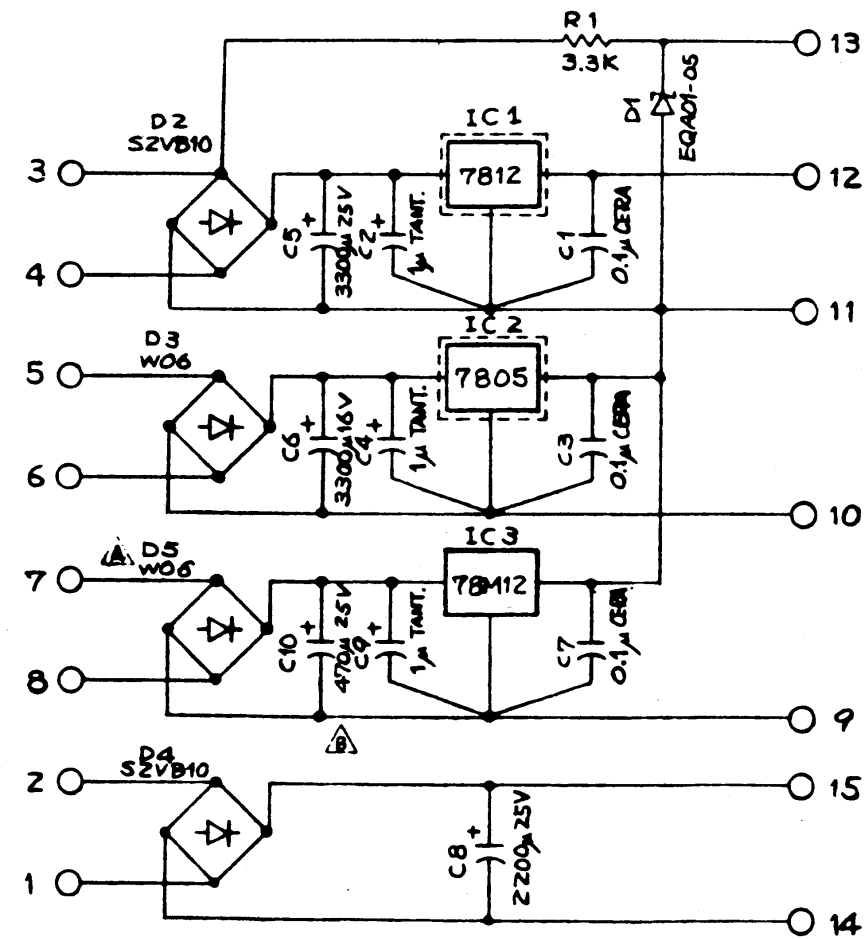 R1
3.3K
13
D1
EQA01-05
D2
S2VB10
IC1
7812
3
12
C5 +
3300µ 25V
C2 +
1µ TANT.
C1
0.1µ CERA
4
11
D3
W06
IC2
7805
5
C6 +
3300µ 16V
C4 +
1µ TANT.
C3
0.1µ CERA
6
10
A
D5
W06
IC3
78M12
7
C10 +
470µ 25V
C9 +
1µ TANT.
C7
0.1µ CERA
8
9
B
D4
S2VB10
2
15
C8 +
2200µ 25V
1
14